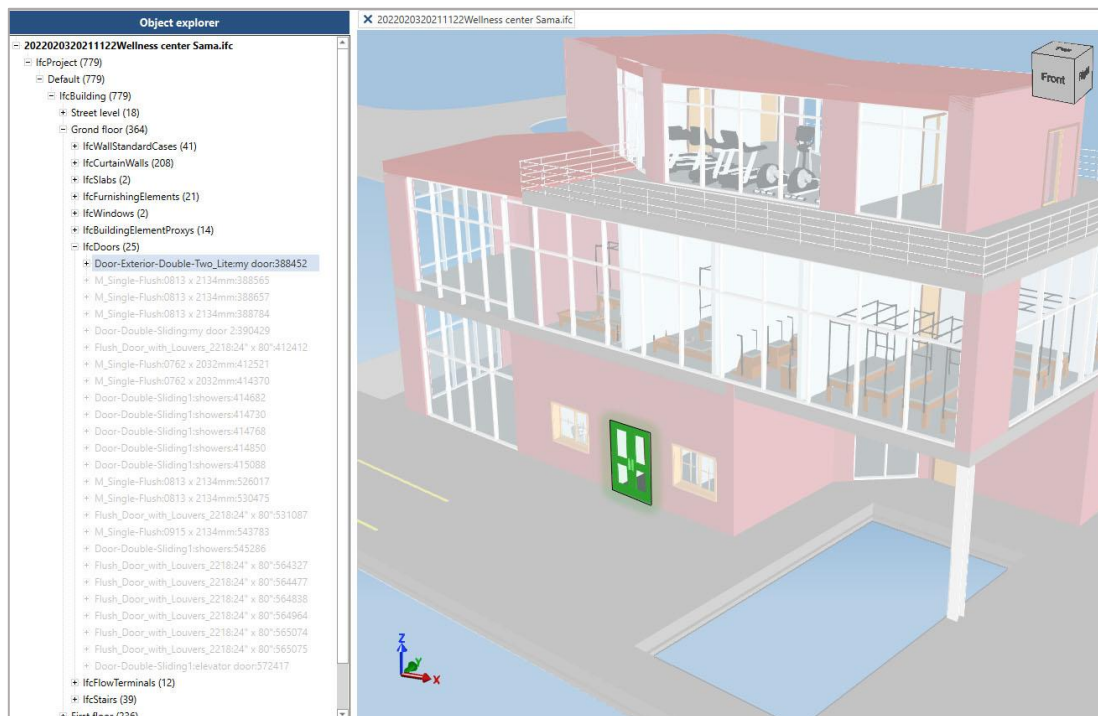 Object explorer
2022020320211122Wellness center Sama.ifc
2022020320211122Wellness center Sama.ifc
IfcProject (779)
Default (779)
IfcBuilding (779)
Street level (18)
Grond floor (364)
IfcWallStandardCases (41)
IfcCurtainWalls (208)
IfcSlabs (2)
IfcFurnishingElements (21)
IfcWindows (2)
IfcBuildingElementProxys (14)
IfcDoors (25)
Door-Exterior-Double-Two_Lite:my door:388452
M_Single-Flush:0813 x 2134mm:388565
M_Single-Flush:0813 x 2134mm:388657
M_Single-Flush:0813 x 2134mm:388784
Door-Double-Sliding:my door 2:390429
Flush_Door_with_Louvers_2218:24" x 80":412412
M_Single-Flush:0762 x 2032mm:412521
M_Single-Flush:0762 x 2032mm:414370
Door-Double-Sliding1:showers:414682
Door-Double-Sliding1:showers:414730
Door-Double-Sliding1:showers:414768
Door-Double-Sliding1:showers:414850
Door-Double-Sliding1:showers:415088
M_Single-Flush:0813 x 2134mm:526017
M_Single-Flush:0813 x 2134mm:530475
Flush_Door_with_Louvers_2218:24" x 80":531087
M_Single-Flush:0915 x 2134mm:543783
Door-Double-Sliding1:showers:545286
Flush_Door_with_Louvers_2218:24" x 80":564327
Flush_Door_with_Louvers_2218:24" x 80":564477
Flush_Door_with_Louvers_2218:24" x 80":564838
Flush_Door_with_Louvers_2218:24" x 80":564964
Flush_Door_with_Louvers_2218:24" x 80":565074
Flush_Door_with_Louvers_2218:24" x 80":565075
Door-Double-Sliding1:elevator door:572417
IfcFlowTerminals (12)
IfcStairs (39)
First floor (236)
Top
Front
Right
Z
Y
X